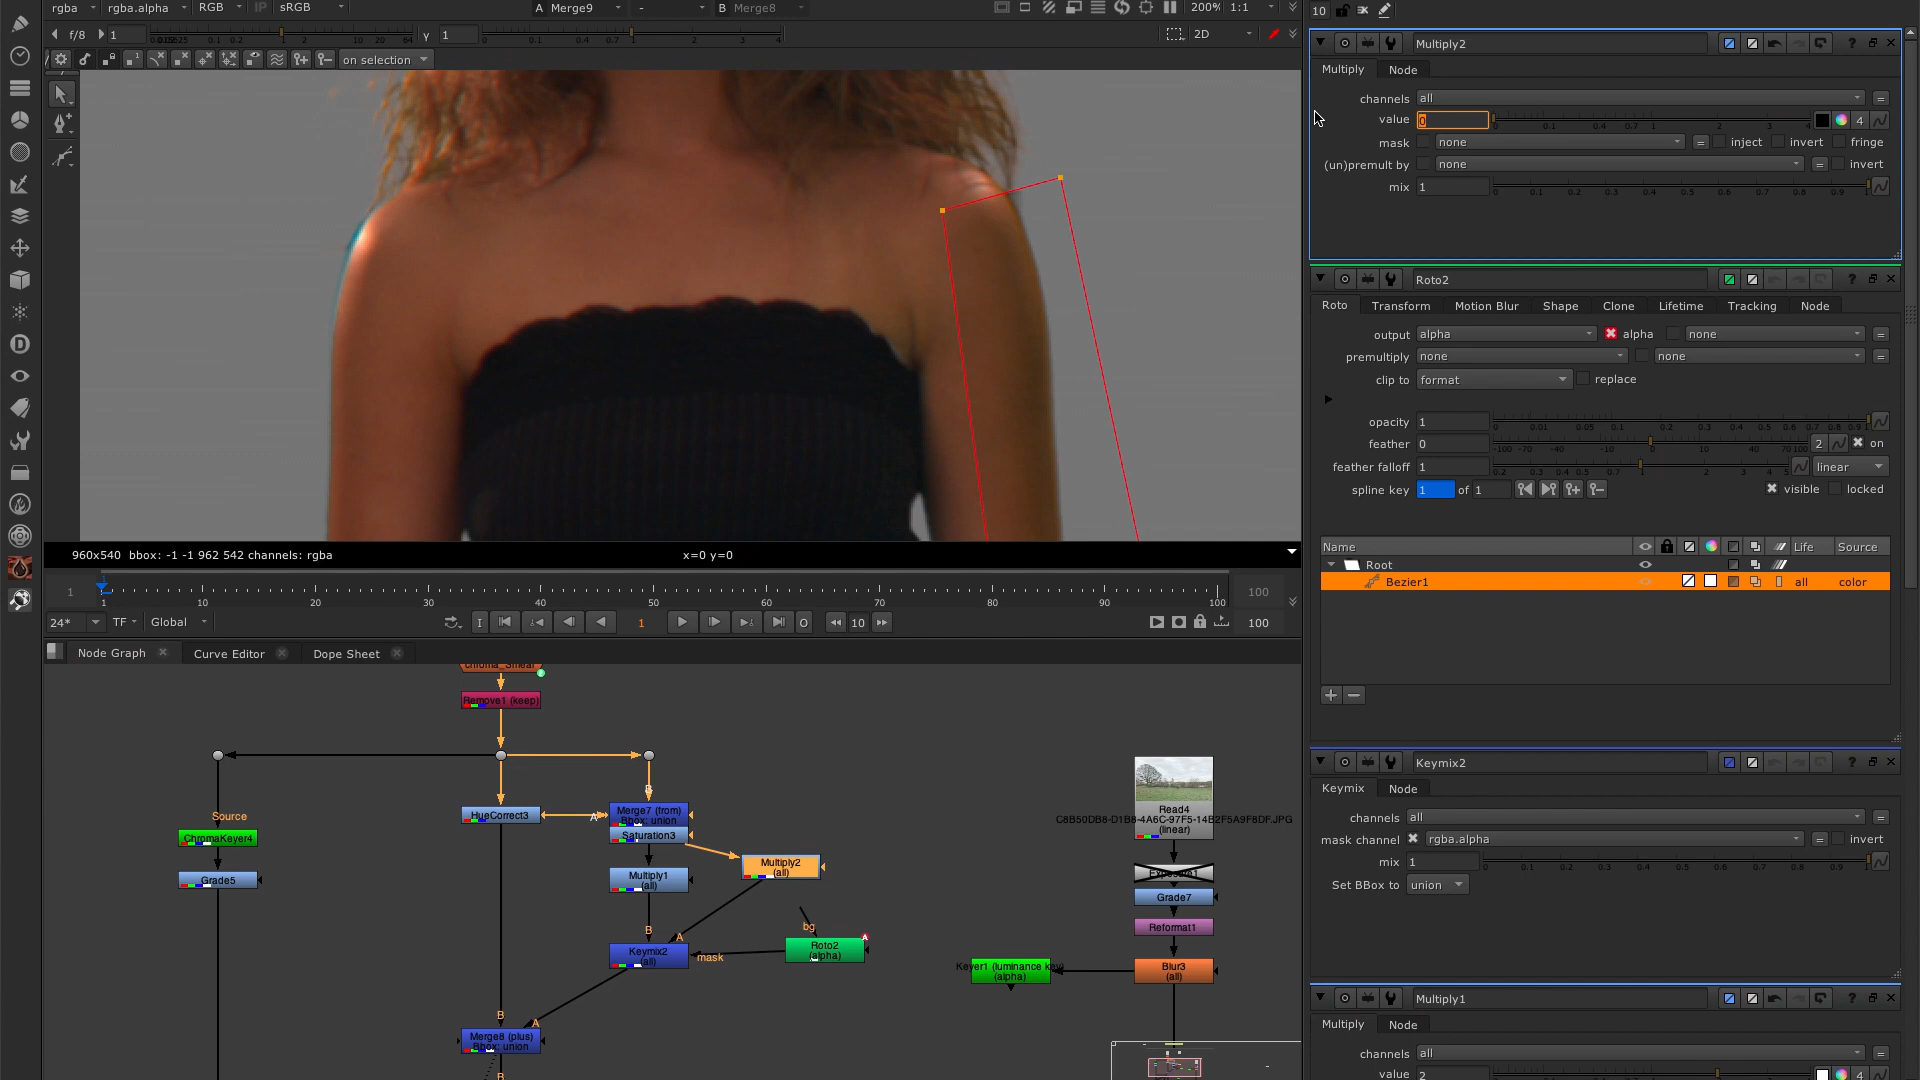 rgba rgba.alpha RGB IP sRGB A Merge9 - B Merge8 200% 1:1
f/8 1 y 1 2D
on selection
960x540 bbox: -1 -1 962 542 channels: rgba x=0 y=0
1 1 10 20 30 40 50 60 70 80 90 100 100
24* TF Global I 1 O 10 100
Node Graph Curve Editor Dope Sheet
Remove1 (keep)
Source
ChromaKeyer4
Grade5
HueCorrect3
A
B
Merge7 (from)
Bbox: union
Saturation3
Multiply1
(all)
Multiply2
(all)
B
A
Keymix2
(all)
mask
bg
Roto2
(alpha)
B
A
Merge8 (plus)
Bbox: union
B
Read4
C8B50DB8-D1B8-4A6C-97F5-14B2F5A9F8DF.JPG
(linear)
Grade7
Reformat1
Blur3
(all)
Keyer1 (luminance key)
(alpha)
10
Multiply2
Multiply Node
channels all
value 0 4
mask none inject invert fringe
(un)premult by none invert
mix 1
Roto2
Roto Transform Motion Blur Shape Clone Lifetime Tracking Node
output alpha alpha none
premultiply none none
clip to format replace
opacity 1
feather 0 2 on
feather falloff 1 linear
spline key 1 of 1 visible locked
Name Life Source
Root
Bezier1 all color
Keymix2
Keymix Node
channels all
mask channel rgba.alpha invert
mix 1
Set BBox to union
Multiply1
Multiply Node
channels all
value 2 4